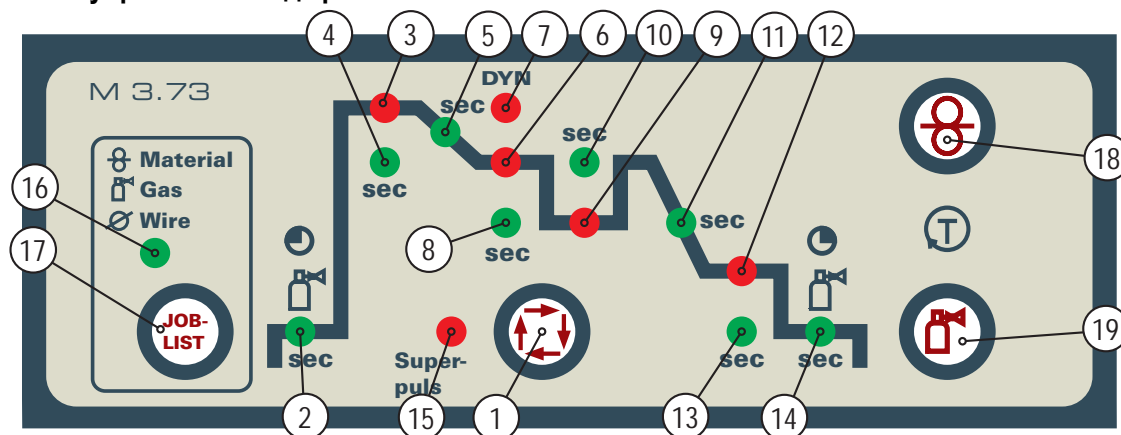 4 3 5 7 6 10 9 11 12
M 3.73
DYN
sec
Material
Gas
Wire
sec
sec
sec
sec
T
16
17
8
18
JOB-
LIST
sec
Super-
puls
sec
sec
19
2 15 1 13 14